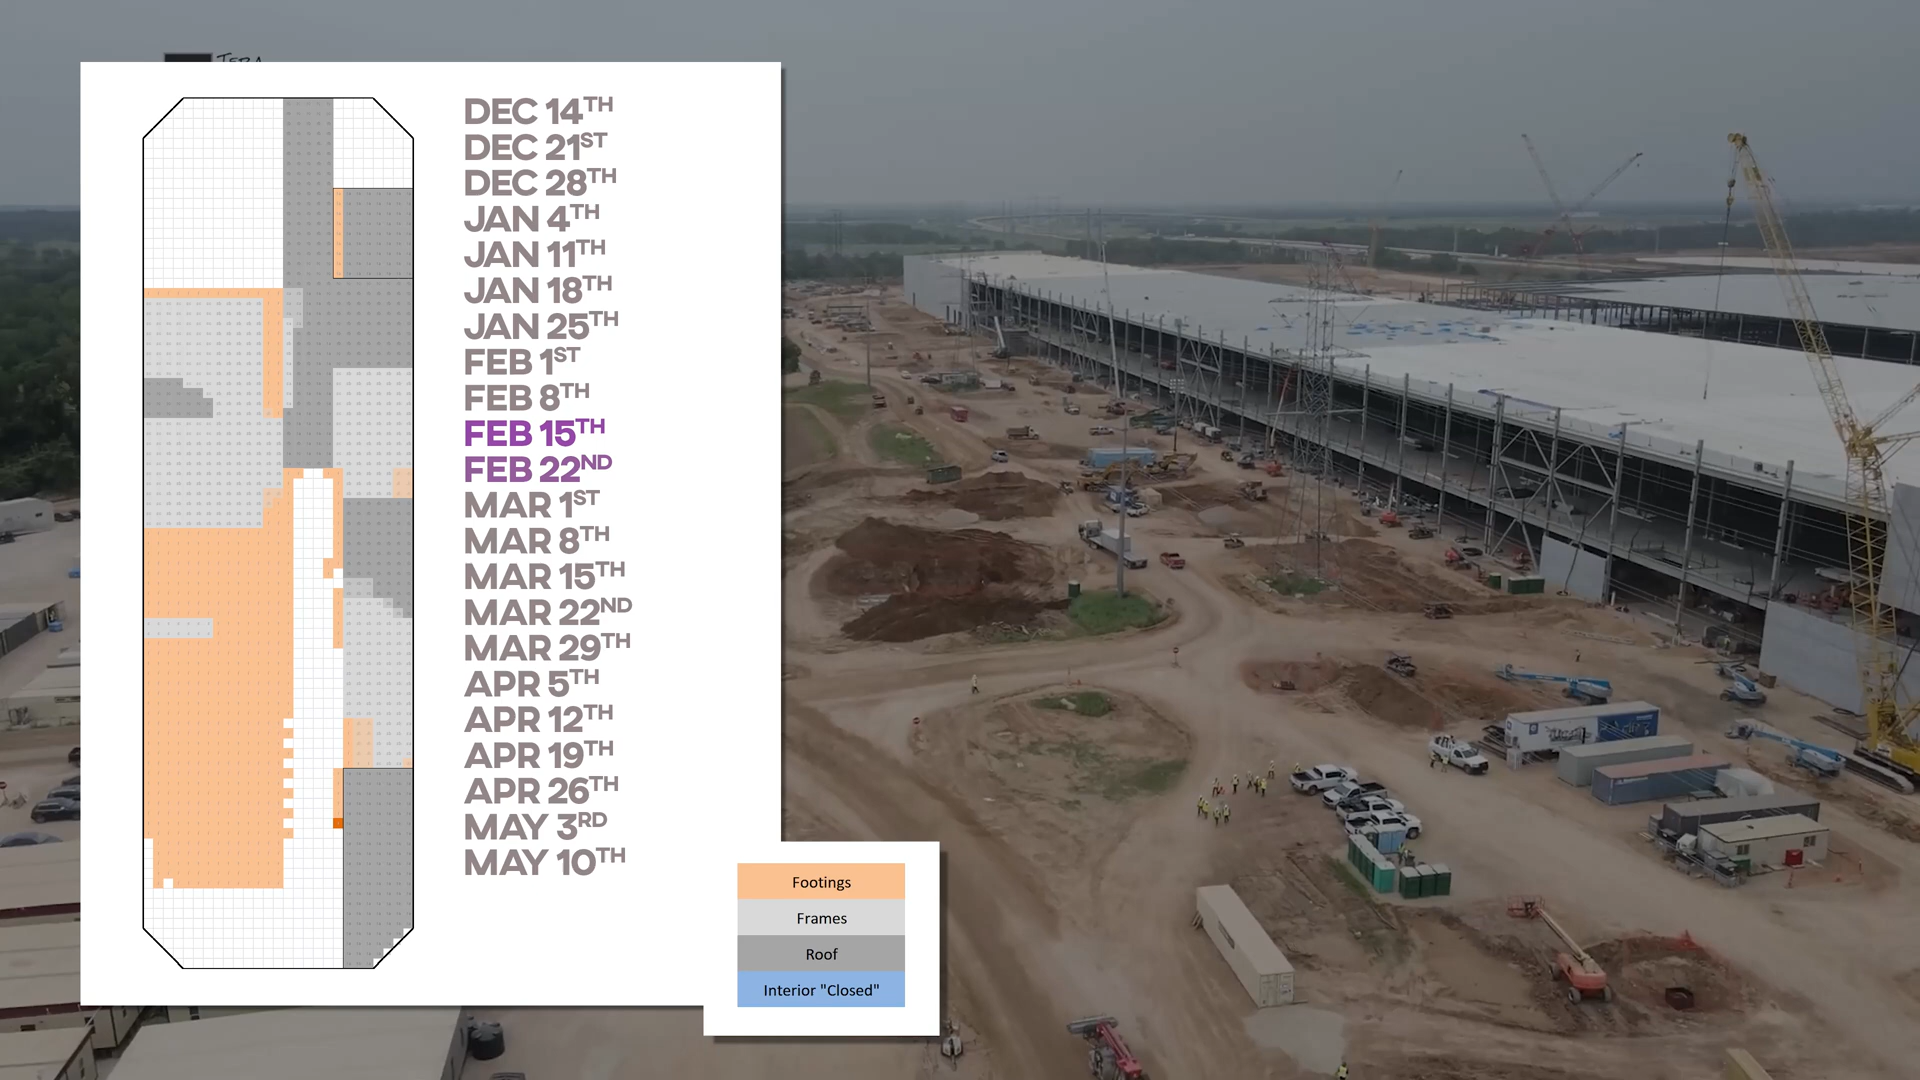 TERA
DEC 14TH
DEC 21ST
DEC 28TH
JAN 4TH
JAN 11TH
JAN 18TH
JAN 25TH
FEB 1ST
FEB 8TH
FEB 15TH
FEB 22ND
MAR 1ST
MAR 8TH
MAR 15TH
MAR 22ND
MAR 29TH
APR 5TH
APR 12TH
APR 19TH
APR 26TH
MAY 3RD
MAY 10TH
Footings
Frames
Roof
Interior "Closed"